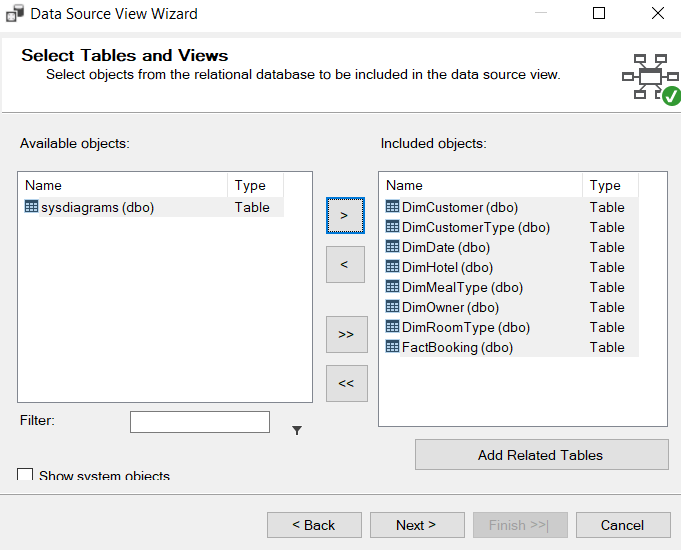 Data Source View Wizard
Select Tables and Views
Select objects from the relational database to be included in the data source view.
Available objects:
Name Type
sysdiagrams (dbo) Table
>
<
>>
<<
Included objects:
Name Type
DimCustomer (dbo) Table
DimCustomerType (dbo) Table
DimDate (dbo) Table
DimHotel (dbo) Table
DimMealType (dbo) Table
DimOwner (dbo) Table
DimRoomType (dbo) Table
FactBooking (dbo) Table
Filter:
Add Related Tables
Show system objects
< Back Next > Finish >>| Cancel